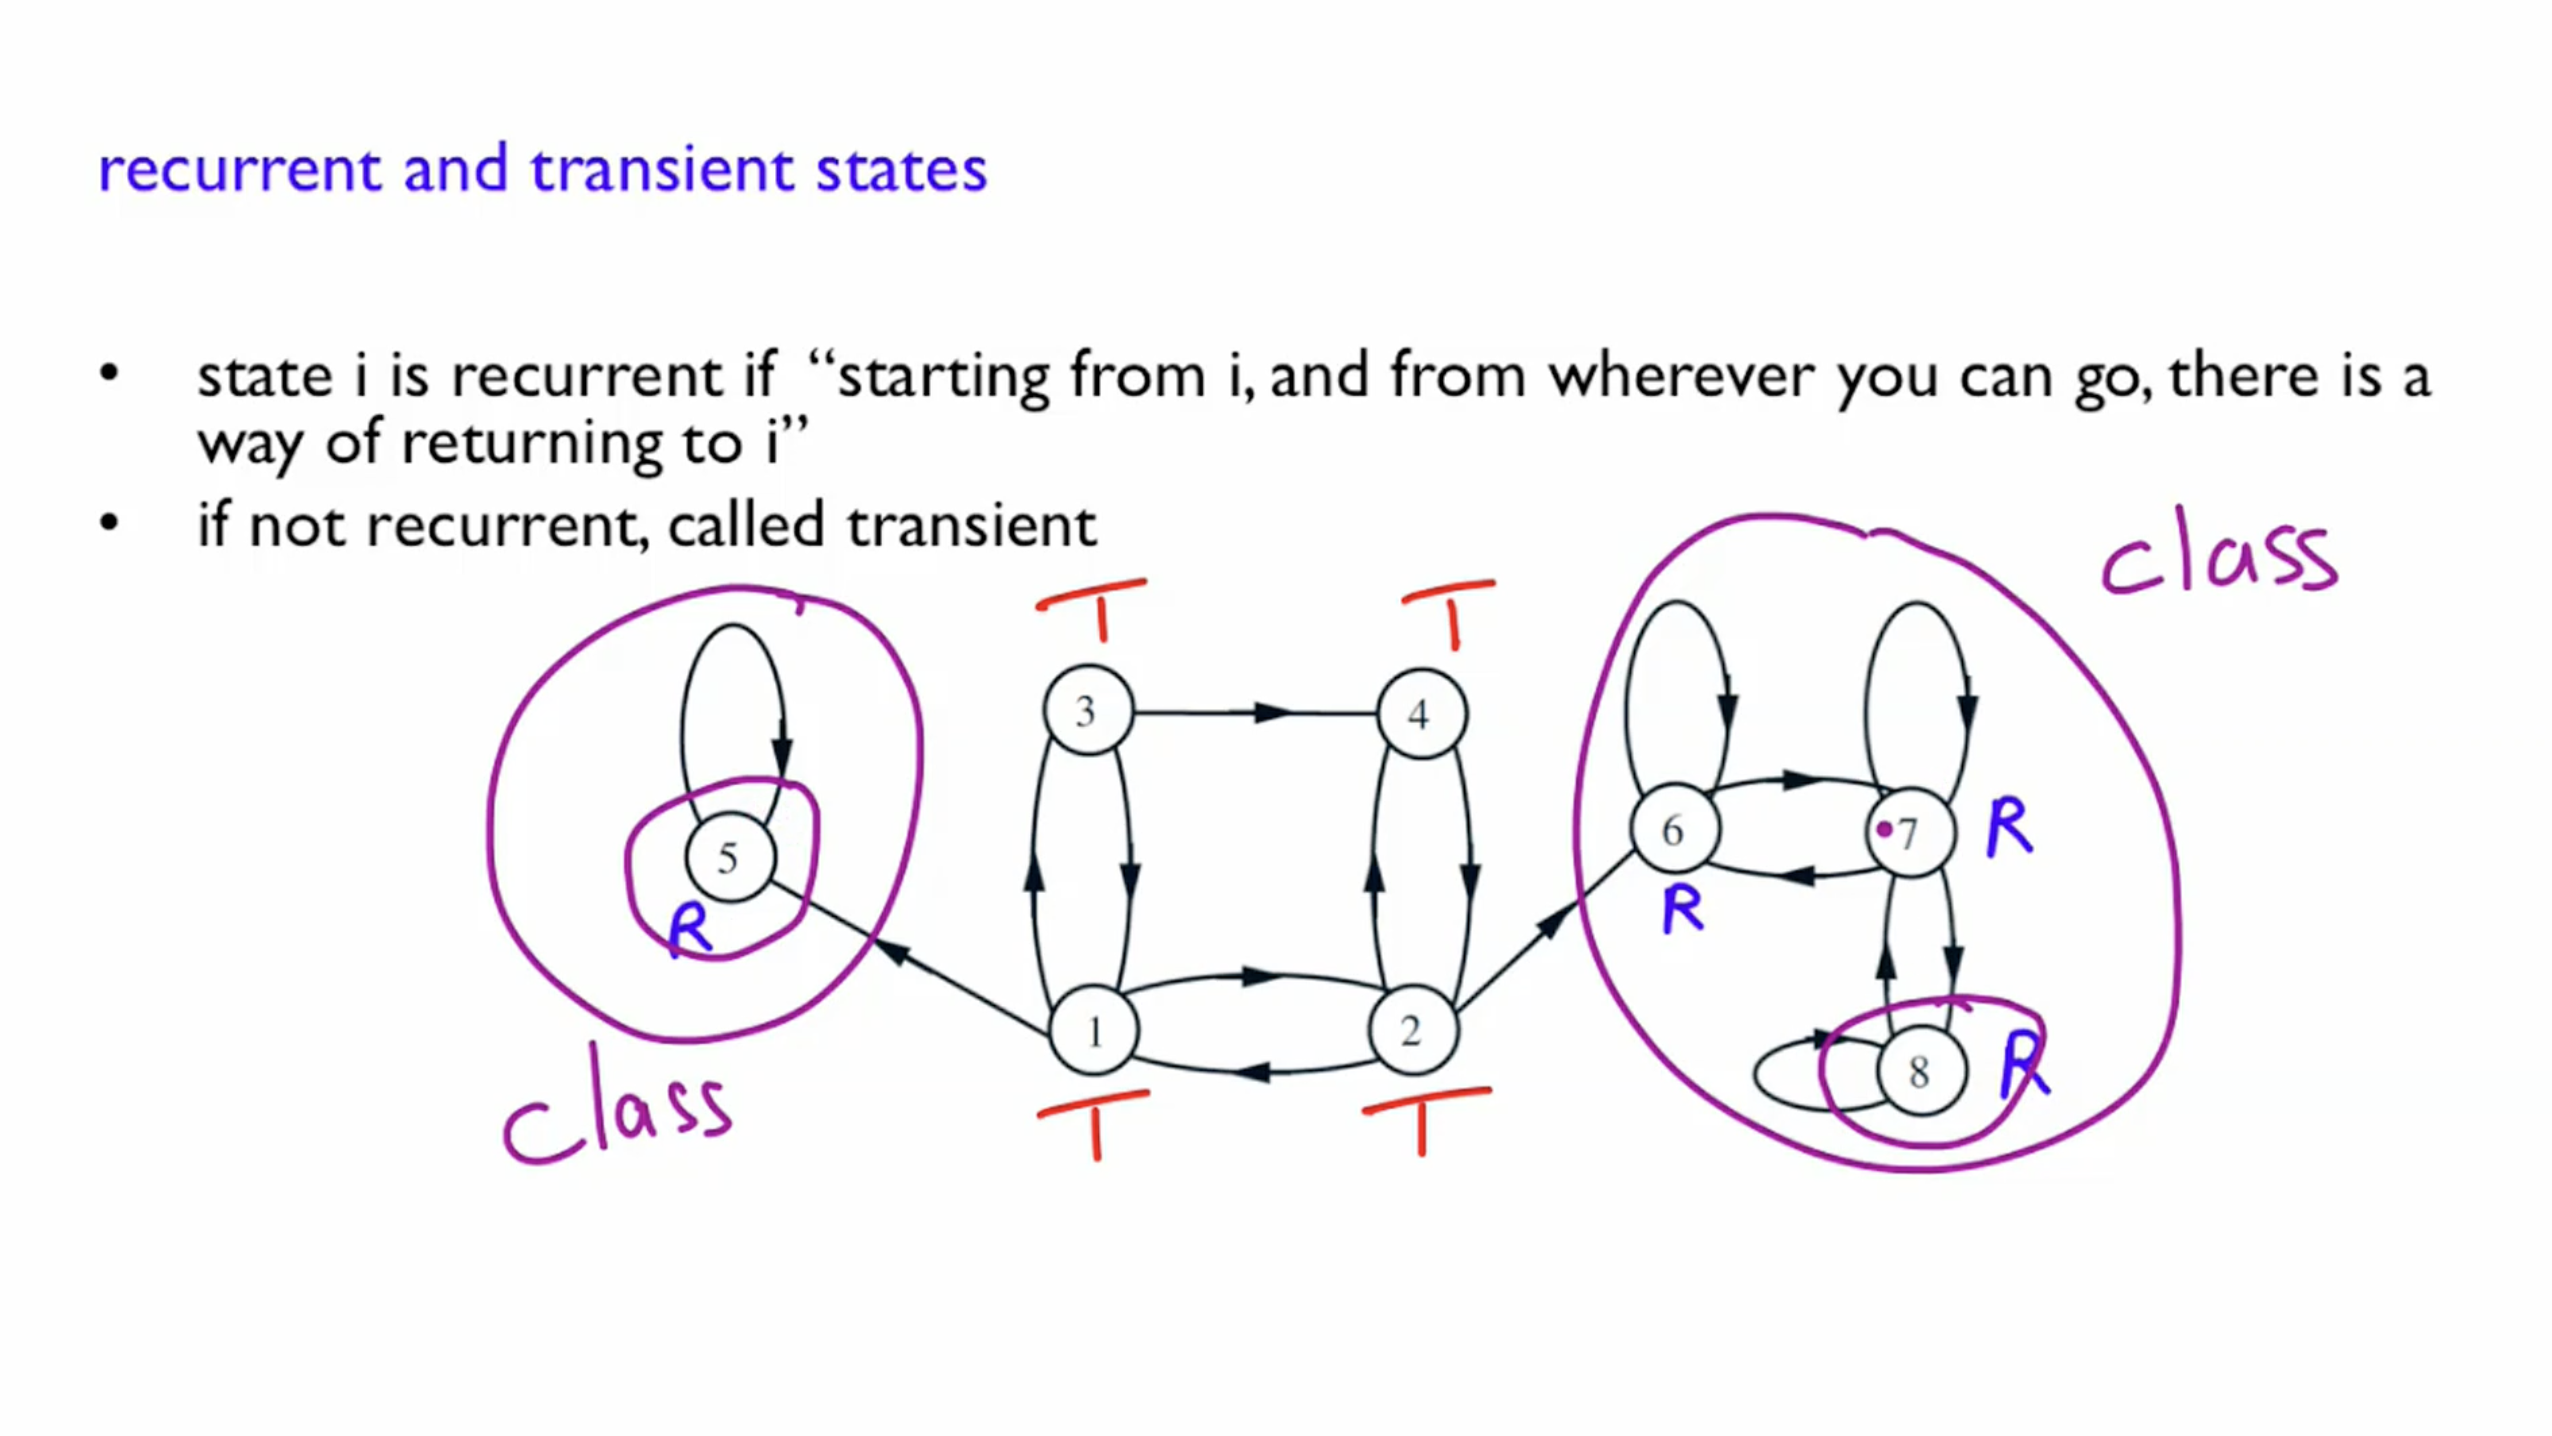 recurrent and transient states
• state i is recurrent if “starting from i, and from wherever you can go, there is a
way of returning to i”
• if not recurrent, called transient
class
T
T
3
4
5
R
6
R
7
R
1
2
8
R
T
T
class